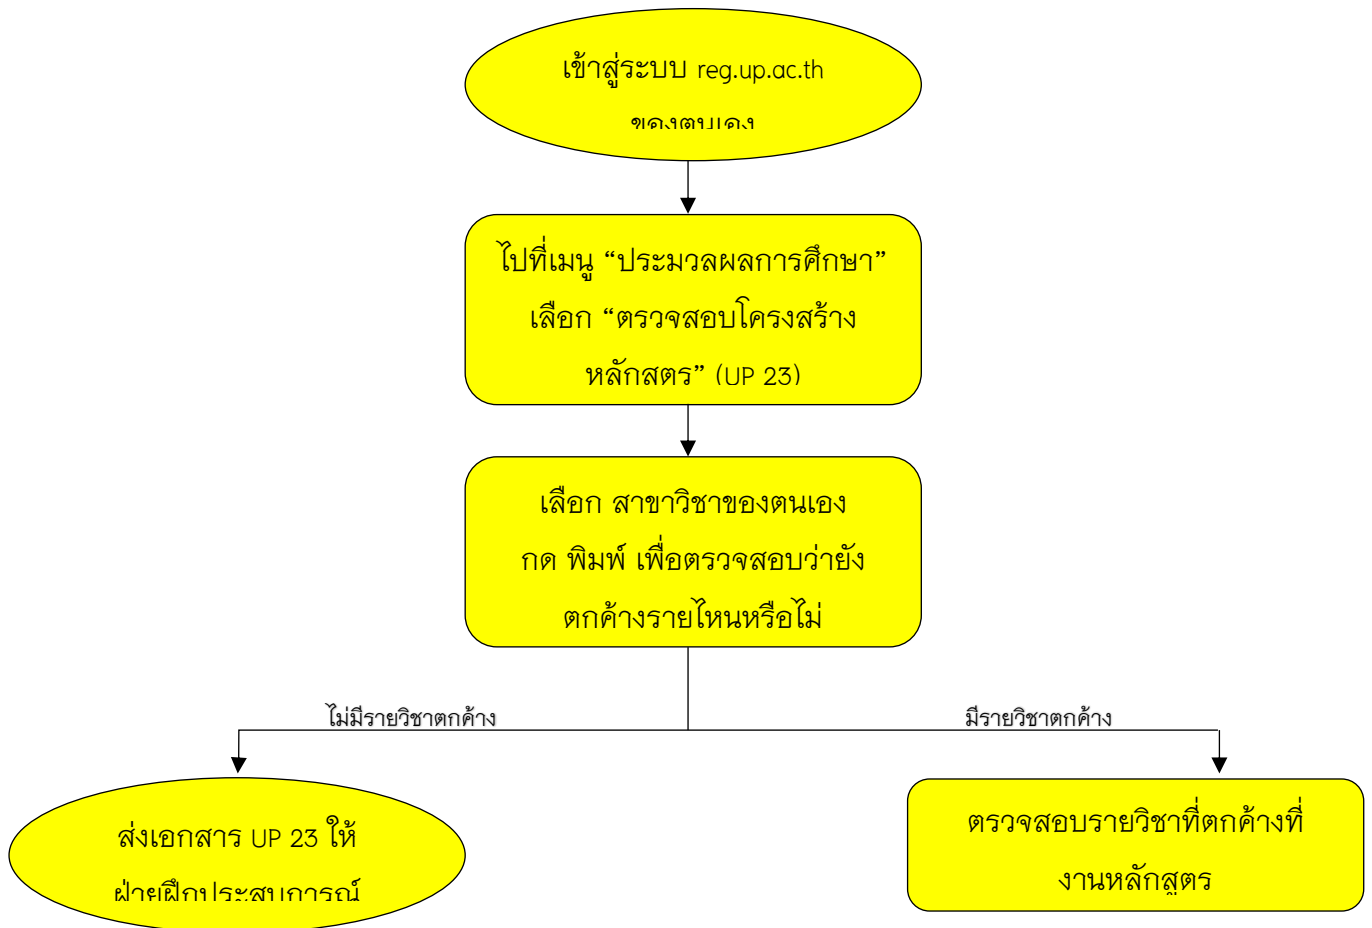 เข้าสู่ระบบ reg.up.ac.th
ของตนเอง
ไปที่เมนู “ประมวลผลการศึกษา”
เลือก “ตรวจสอบโครงสร้าง
หลักสูตร” (UP 23)
เลือก สาขาวิชาของตนเอง
กด พิมพ์ เพื่อตรวจสอบว่ายัง
ตกค้างรายไหนหรือไม่
ไม่มีรายวิชาตกค้าง
มีรายวิชาตกค้าง
ส่งเอกสาร UP 23 ให้
ฝ่ายฝึกประสบการณ์
ตรวจสอบรายวิชาที่ตกค้างที่
งานหลักสูตร